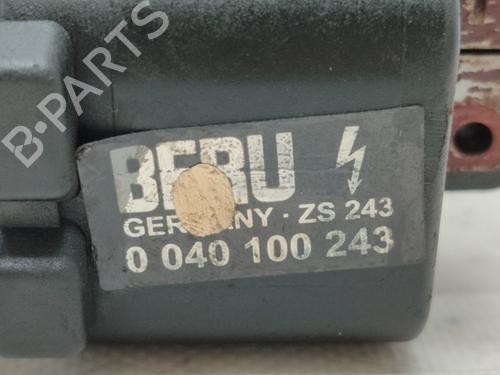 B·PARTS
BERU
GERMANY · ZS 243
0 040 100 243